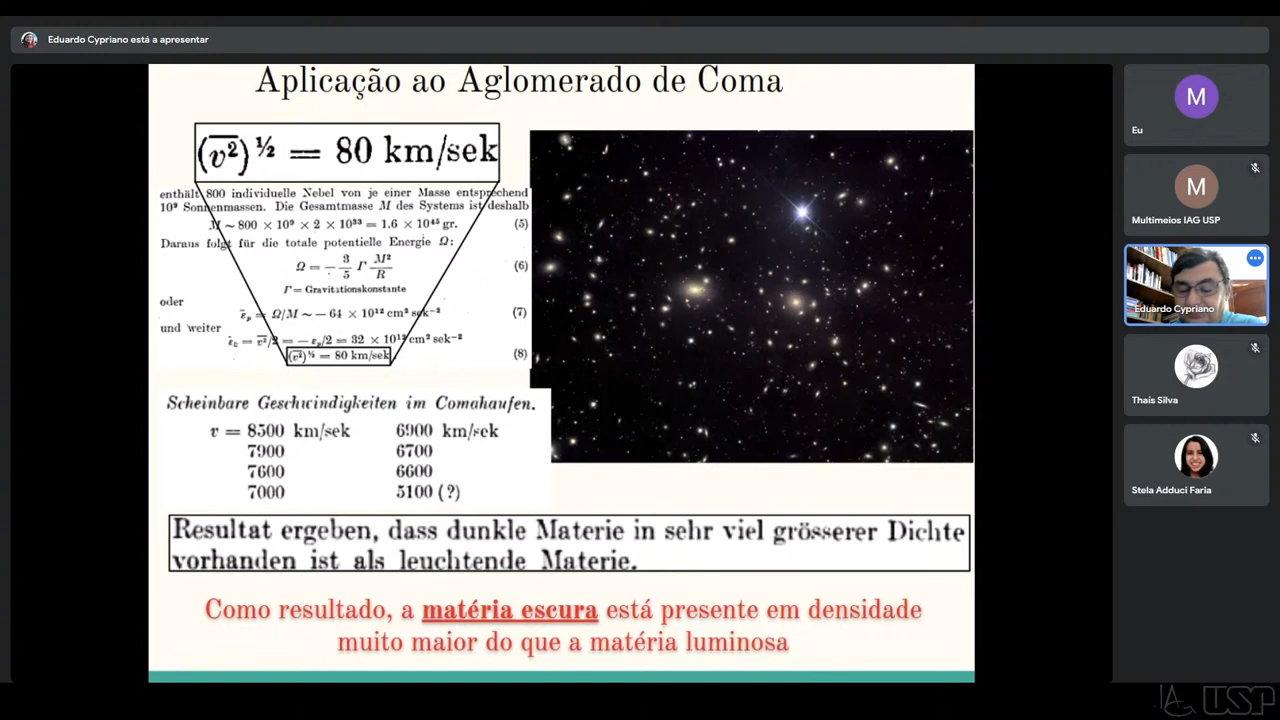 Eduardo Cypriano está a apresentar
Aplicação ao Aglomerado de Coma
(v²)^½ = 80 km/sek
enthält 800 individuelle Nebel von je einer Masse entsprechend
10⁹ Sonnenmassen. Die Gesamtmasse M des Systems ist deshalb
M ~ 800 × 10⁹ × 2 × 10³³ = 1.6 × 10⁴⁵ gr. (5)
Daraus folgt für die totale potentielle Energie Ω:
Ω = − 3/5 Γ M²/R (6)
Γ = Gravitationskonstante
oder
ε̄ₚ = Ω/M ~ − 64 × 10¹² cm² sek⁻² (7)
und weiter
ε̄ₖ = v²/2 = − ε̄ₚ/2 = 32 × 10¹² cm² sek⁻²
(v²)^½ = 80 km/sek (8)
Scheinbare Geschwindigkeiten im Comahaufen.
v = 8500 km/sek 6900 km/sek
7900 6700
7600 6600
7000 5100 (?)
Resultat ergeben, dass dunkle Materie in sehr viel grösserer Dichte
vorhanden ist als leuchtende Materie.
Como resultado, a matéria escura está presente em densidade
muito maior do que a matéria luminosa
M
Eu
M
Multimeios IAG USP
Eduardo Cypriano
Thais Silva
Stela Adduci Faria
USP